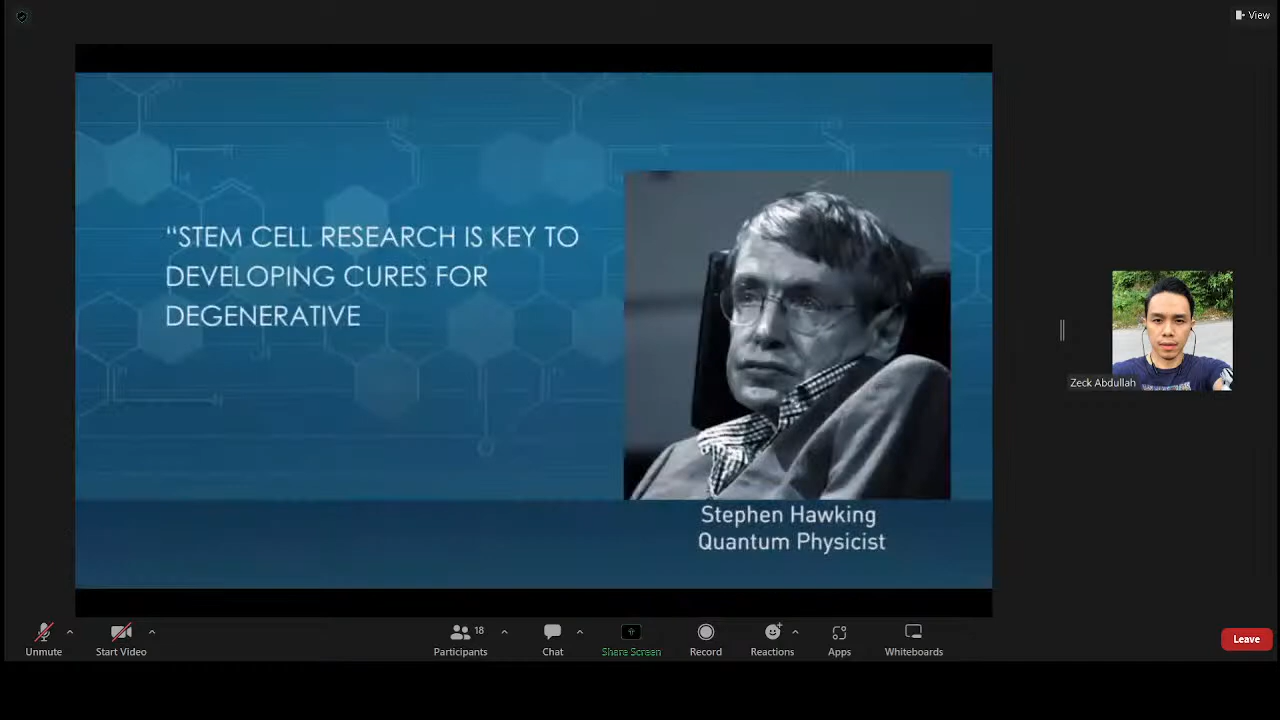 View
“STEM CELL RESEARCH IS KEY TO
DEVELOPING CURES FOR
DEGENERATIVE
Stephen Hawking
Quantum Physicist
Zeck Abdullah
Unmute
Start Video
18
Participants
Chat
Share Screen
Record
Reactions
Apps
Whiteboards
Leave